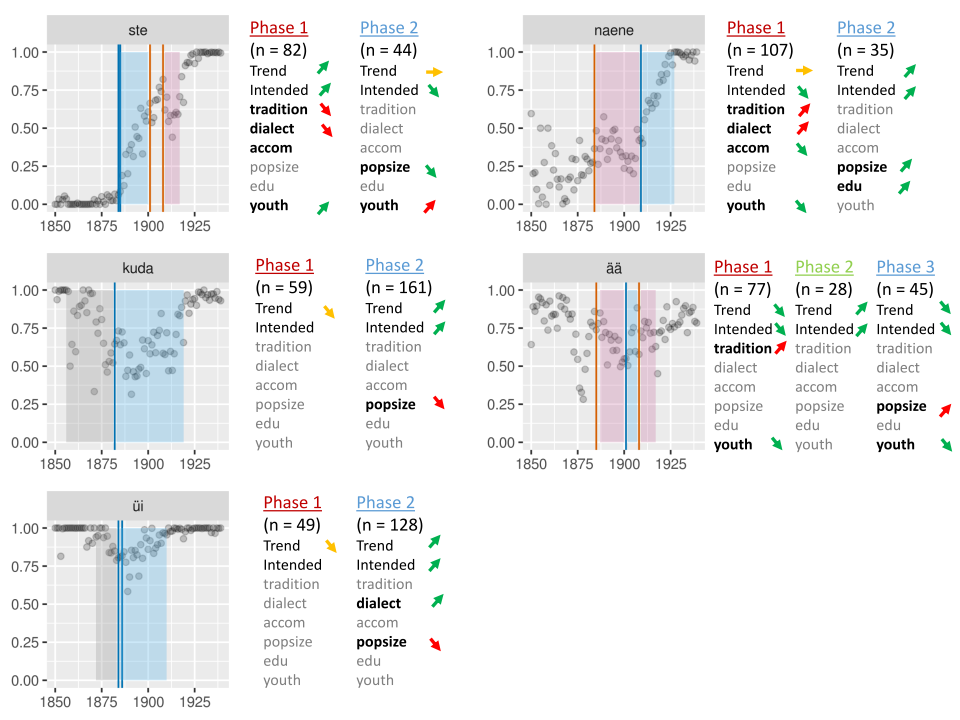 ste
1.00
0.75
0.50
0.25
0.00
1850 1875 1900 1925
Phase 1
(n = 82)
Trend
Intended
tradition
dialect
accom
popsize
edu
youth
Phase 2
(n = 44)
Trend
Intended
tradition
dialect
accom
popsize
edu
youth
naene
1.00
0.75
0.50
0.25
0.00
1850 1875 1900 1925
Phase 1
(n = 107)
Trend
Intended
tradition
dialect
accom
popsize
edu
youth
Phase 2
(n = 35)
Trend
Intended
tradition
dialect
accom
popsize
edu
youth
kuda
1.00
0.75
0.50
0.25
0.00
1850 1875 1900 1925
Phase 1
(n = 59)
Trend
Intended
tradition
dialect
accom
popsize
edu
youth
Phase 2
(n = 161)
Trend
Intended
tradition
dialect
accom
popsize
edu
youth
ää
1.00
0.75
0.50
0.25
0.00
1850 1875 1900 1925
Phase 1
(n = 77)
Trend
Intended
tradition
dialect
accom
popsize
edu
youth
Phase 2
(n = 28)
Trend
Intended
tradition
dialect
accom
popsize
edu
youth
Phase 3
(n = 45)
Trend
Intended
tradition
dialect
accom
popsize
edu
youth
üi
1.00
0.75
0.50
0.25
0.00
1850 1875 1900 1925
Phase 1
(n = 49)
Trend
Intended
tradition
dialect
accom
popsize
edu
youth
Phase 2
(n = 128)
Trend
Intended
tradition
dialect
accom
popsize
edu
youth